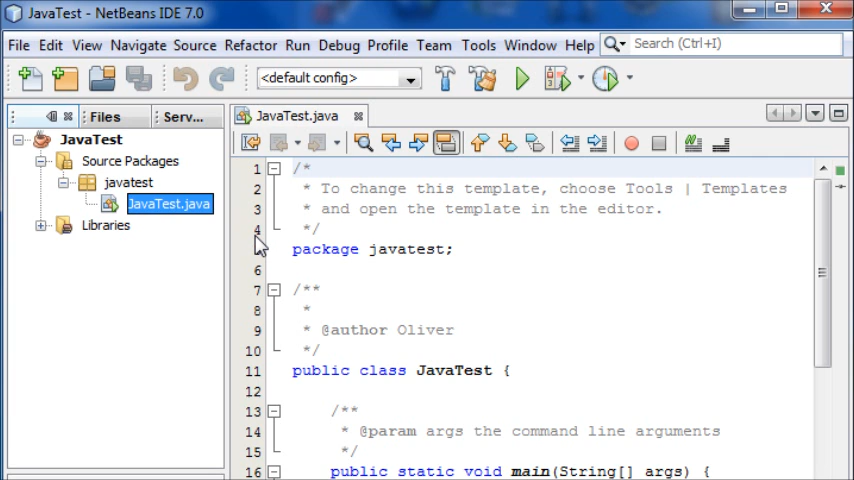 JavaTest - NetBeans IDE 7.0
File Edit View Navigate Source Refactor Run Debug Profile Team Tools Window Help Search (Ctrl+I)
<default config>
Files Serv... JavaTest.java
JavaTest
Source Packages
javatest
JavaTest.java
Libraries
1 /*
2 * To change this template, choose Tools | Templates
3 * and open the template in the editor.
4 */
package javatest;
6
7 /**
8 *
9 * @author Oliver
10 */
11 public class JavaTest {
12
13 /**
14 * @param args the command line arguments
15 */
16 public static void main(String[] args) {